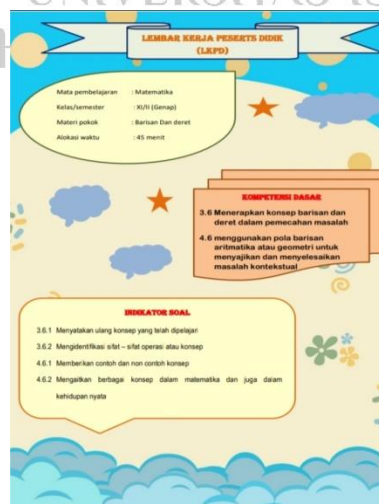 LEMBAR KERJA PESERTS DIDIK
(LKPD)
Mata pembelajaran : Matematika
Kelas/semester : XI/II (Genap)
Materi pokok : Barisan Dan deret
Alokasi waktu : 45 menit
KOMPETENSI DASAR
3.6 Menerapkan konsep barisan dan
deret dalam pemecahan masalah
4.6 menggunakan pola barisan
aritmatika atau geometri untuk
menyajikan dan menyelesaikan
masalah kontekstual
INDIKATOR SOAL
3.6.1 Menyatakan ulang konsep yang telah dipelajari
3.6.2 Mengidentifikasi sifat – sifat operasi atau konsep
4.6.1 Memberikan contoh dan non contoh konsep
4.6.2 Mengaitkan berbagai konsep dalam matematika dan juga dalam
kehidupan nyata